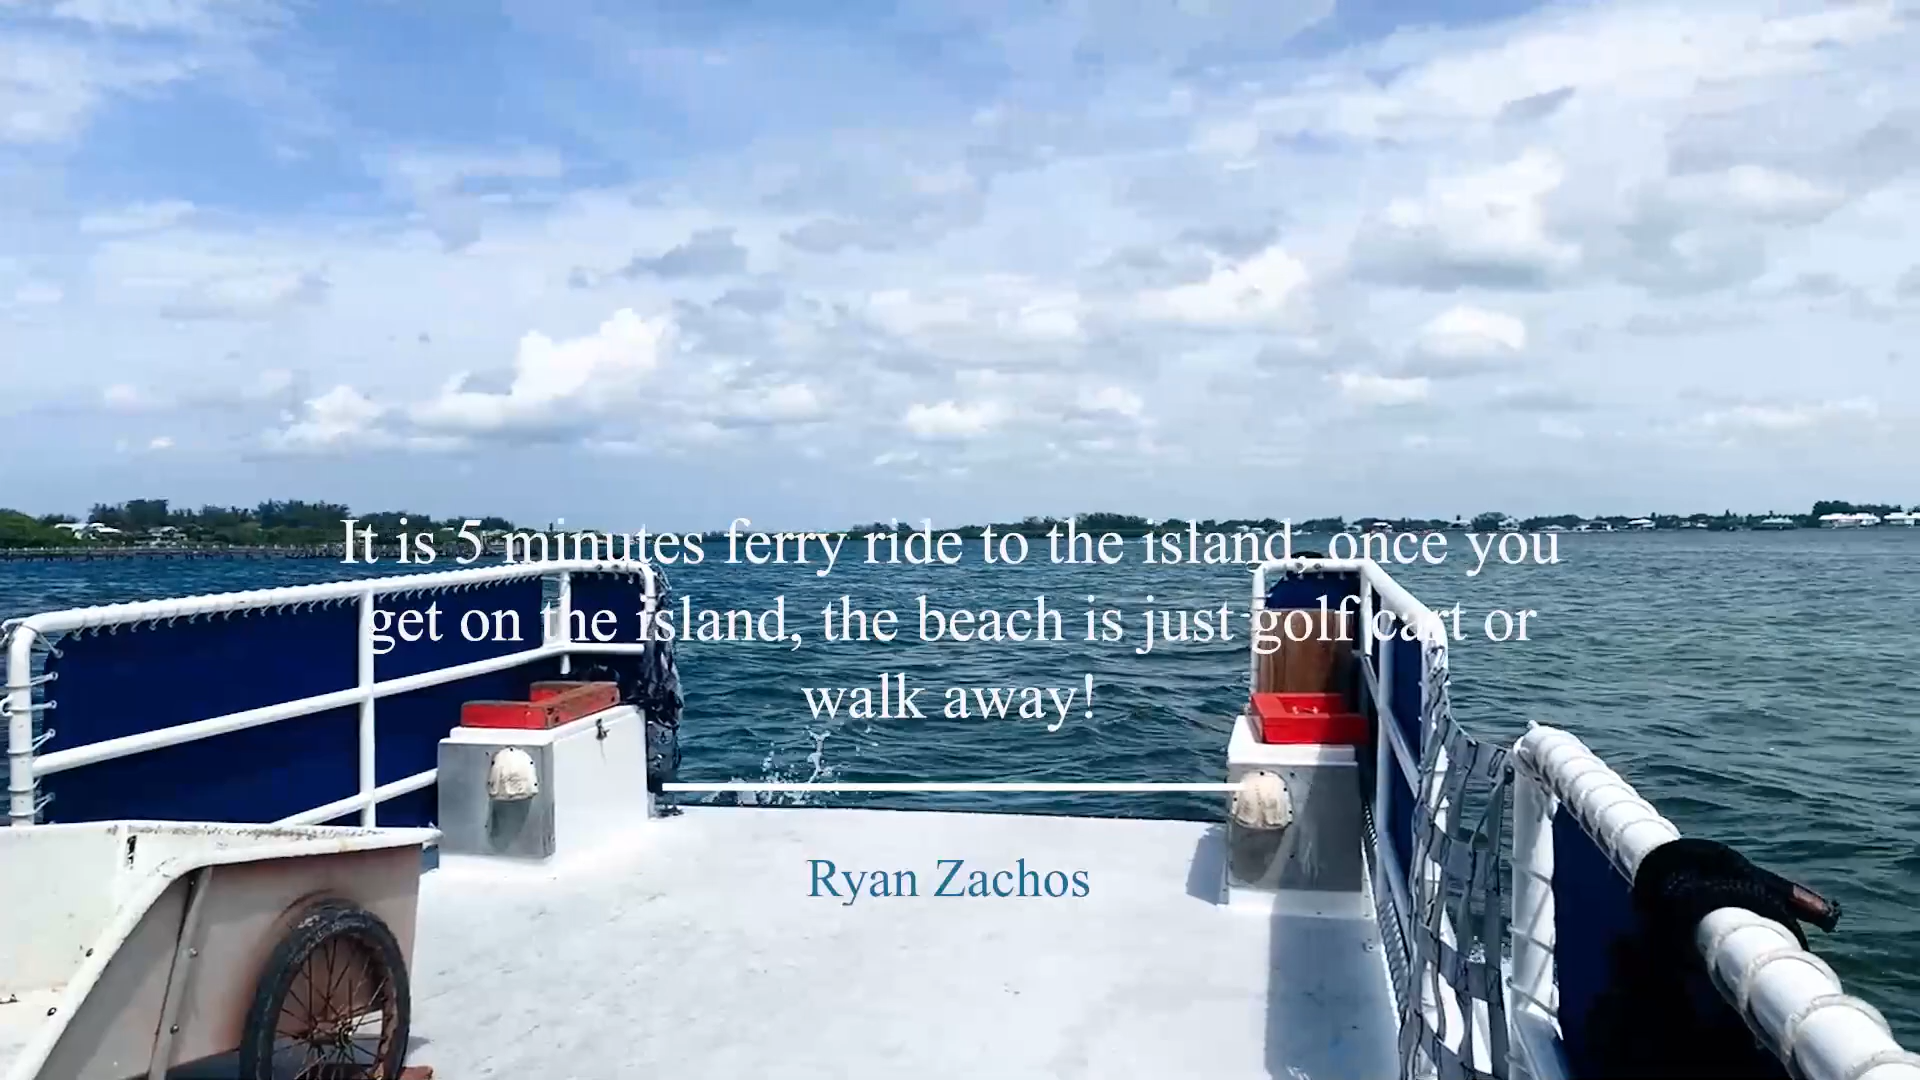 It is 5 minutes ferry ride to the island, once you
get on the island, the beach is just golf cart or
walk away!
Ryan Zachos